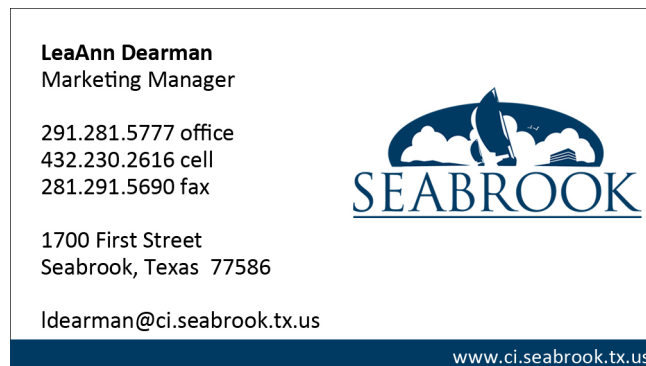 LeaAnn Dearman
Marketing Manager
291.281.5777 office
432.230.2616 cell
281.291.5690 fax
1700 First Street
Seabrook, Texas  77586
ldearman@ci.seabrook.tx.us
SEABROOK
www.ci.seabrook.tx.us